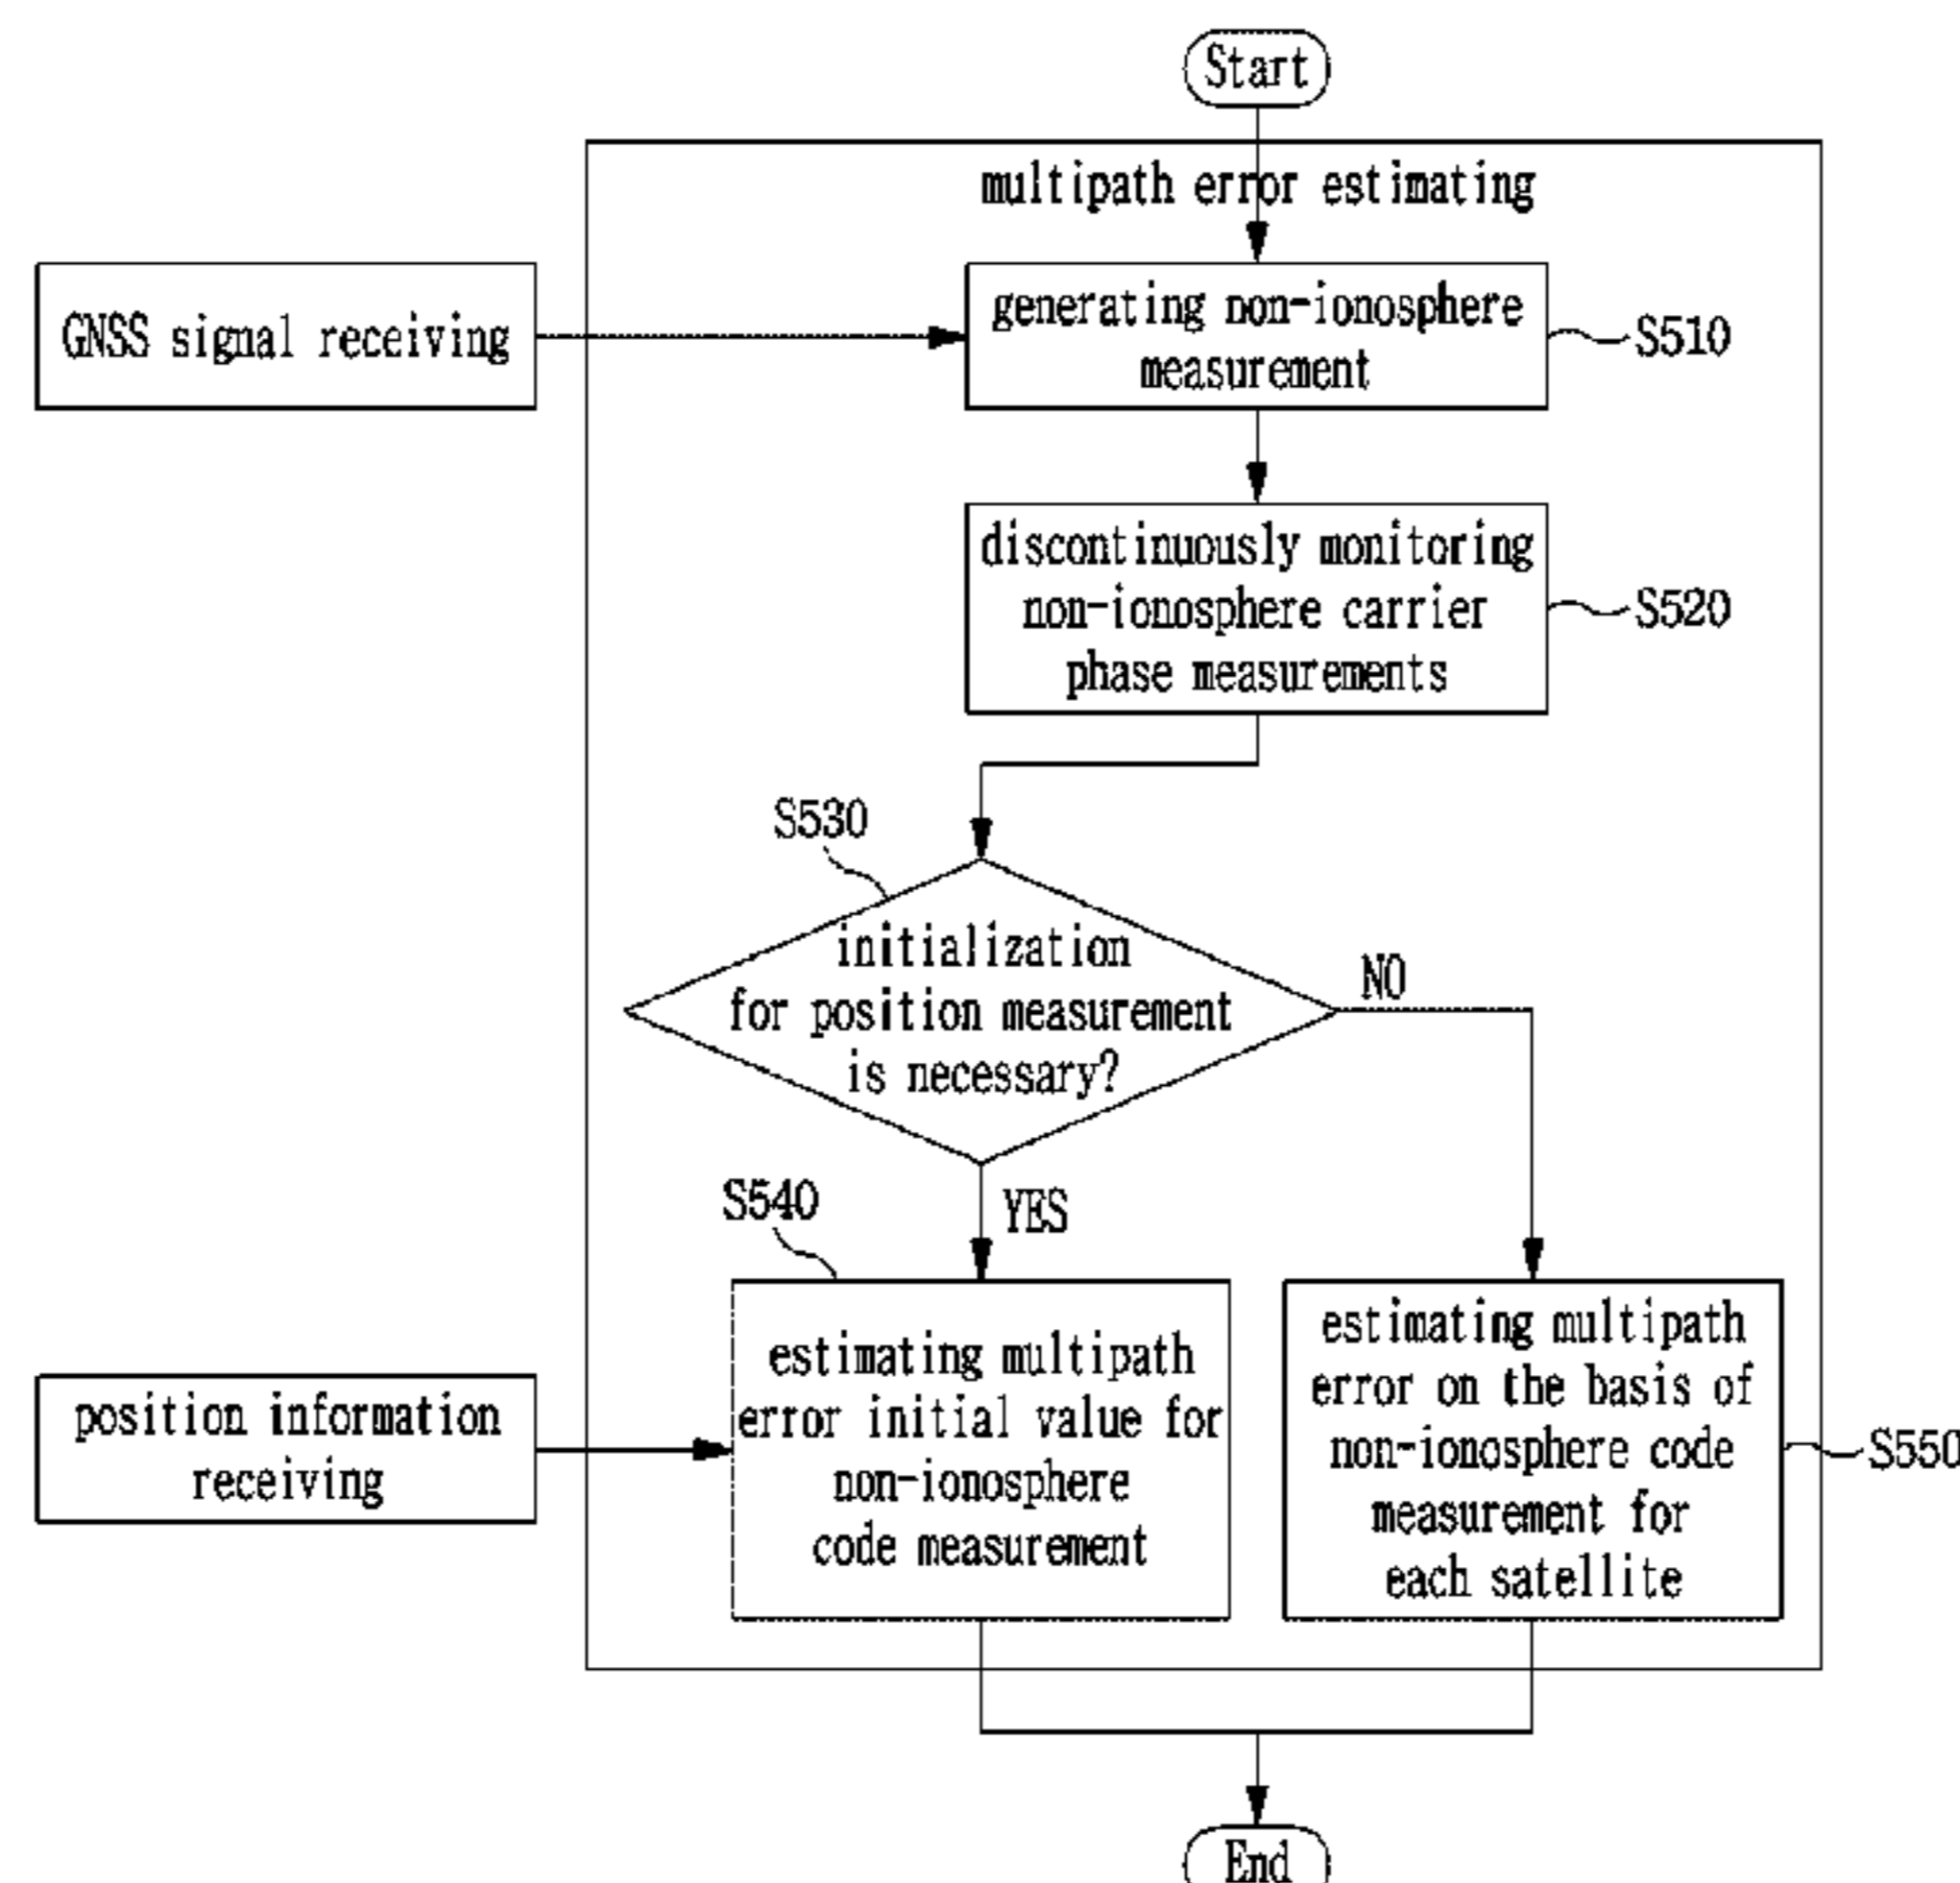 Start
multipath error estimating
GNSS signal receiving
generating non-ionosphere
measurement
S510
discontinuously monitoring
non-ionosphere carrier
phase measurements
S520
S530
initialization
for position measurement
is necessary?
NO
YES
S540
estimating multipath
error initial value for
non-ionosphere
code measurement
position information
receiving
estimating multipath
error on the basis of
non-ionosphere code
measurement for
each satellite
S550
End